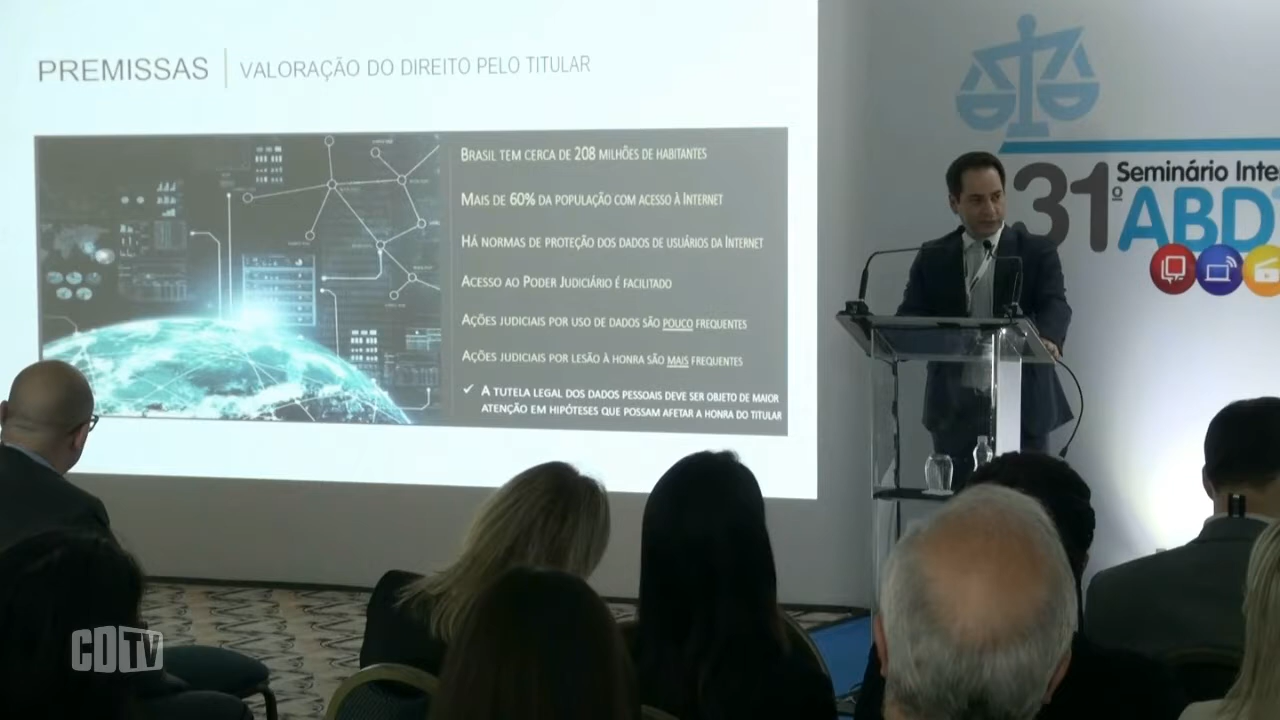 PREMISSAS
VALORAÇÃO DO DIREITO PELO TITULAR
BRASIL TEM CERCA DE 208 MILHÕES DE HABITANTES
MAIS DE 60% DA POPULAÇÃO COM ACESSO À INTERNET
HÁ NORMAS DE PROTEÇÃO DOS DADOS DE USUÁRIOS DA INTERNET
ACESSO AO PODER JUDICIÁRIO É FACILITADO
AÇÕES JUDICIAIS POR USO DE DADOS SÃO POUCO FREQUENTES
AÇÕES JUDICIAIS POR LESÃO À HONRA SÃO MAIS FREQUENTES
✓ A TUTELA LEGAL DOS DADOS PESSOAIS DEVE SER OBJETO DE MAIOR
ATENÇÃO EM HIPÓTESES QUE POSSAM AFETAR A HONRA DO TITULAR
31º
Seminário Inte
ABD
CDTV